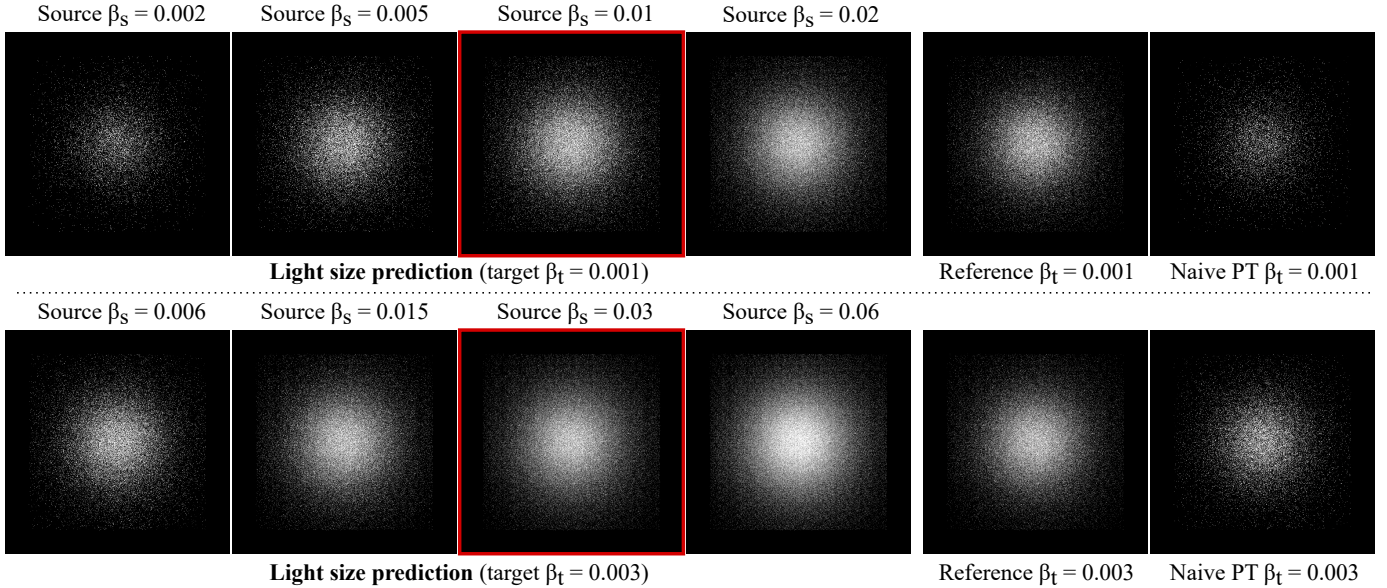 Source βs = 0.002 Source βs = 0.005 Source βs = 0.01 Source βs = 0.02
Light size prediction (target βt = 0.001) Reference βt = 0.001 Naive PT βt = 0.001
Source βs = 0.006 Source βs = 0.015 Source βs = 0.03 Source βs = 0.06
Light size prediction (target βt = 0.003) Reference βt = 0.003 Naive PT βt = 0.003